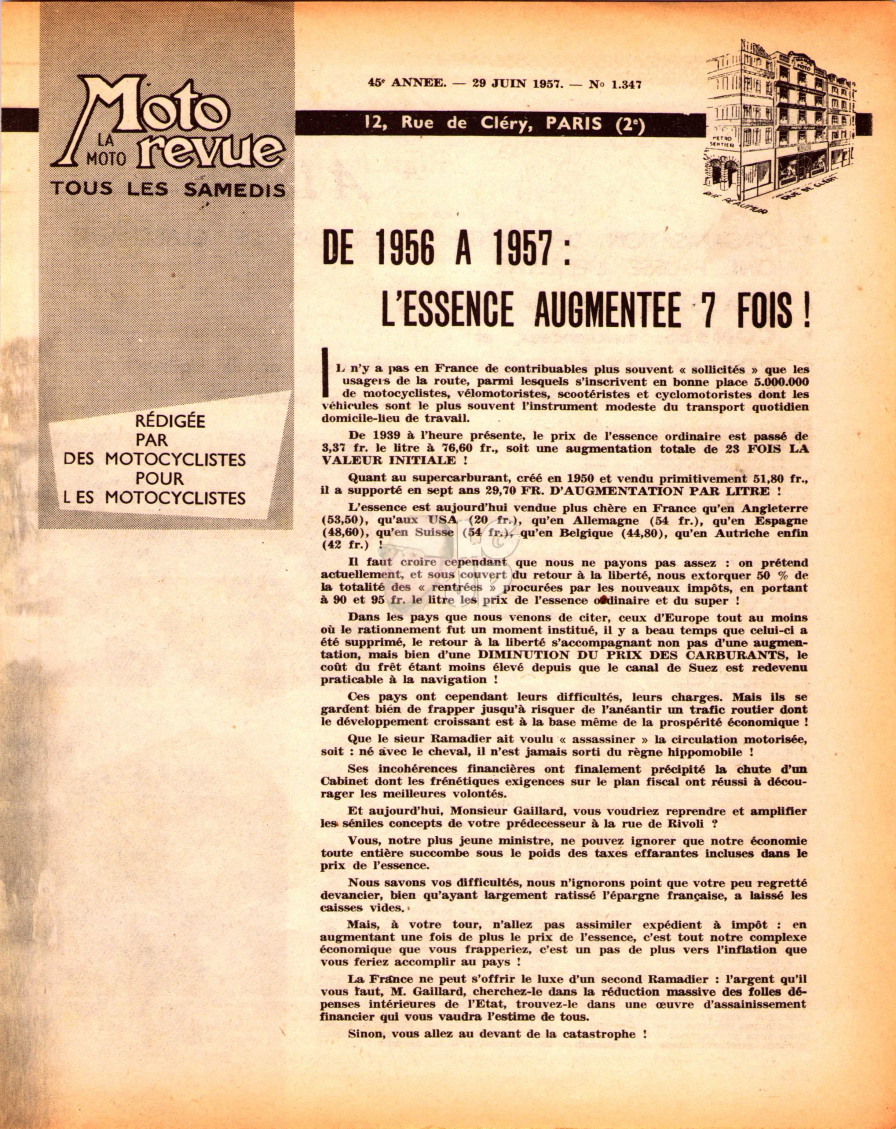 45e ANNEE. — 29 JUIN 1957. — No 1.347
12, Rue de Cléry, PARIS (2e)
Moto
LA
MOTO
revue
TOUS LES SAMEDIS
METRO
SENTIER
RUE DE CLERY
DE 1956 A 1957 :
L'ESSENCE AUGMENTEE 7 FOIS !
RÉDIGÉE
PAR
DES MOTOCYCLISTES
POUR
LES MOTOCYCLISTES
IL n'y a pas en France de contribuables plus souvent « sollicités » que les
usagers de la route, parmi lesquels s'inscrivent en bonne place 5.000.000
de motocyclistes, vélomotoristes, scootéristes et cyclomotoristes dont les
véhicules sont le plus souvent l'instrument modeste du transport quotidien
domicile-lieu de travail.
De 1939 à l'heure présente, le prix de l'essence ordinaire est passé de
3,37 fr. le litre à 76,60 fr., soit une augmentation totale de 23 FOIS LA
VALEUR INITIALE !
Quant au supercarburant, créé en 1950 et vendu primitivement 51,80 fr.,
il a supporté en sept ans 29,70 FR. D'AUGMENTATION PAR LITRE !
L'essence est aujourd'hui vendue plus chère en France qu'en Angleterre
(53,50), qu'aux USA (20 fr.), qu'en Allemagne (54 fr.), qu'en Espagne
(48,60), qu'en Suisse (54 fr.), qu'en Belgique (44,80), qu'en Autriche enfin
(42 fr.) !
Il faut croire cependant que nous ne payons pas assez : on prétend
actuellement, et sous couvert du retour à la liberté, nous extorquer 50 % de
la totalité des « rentrées » procurées par les nouveaux impôts, en portant
à 90 et 95 fr. le litre les prix de l'essence ordinaire et du super !
Dans les pays que nous venons de citer, ceux d'Europe tout au moins
où le rationnement fut un moment institué, il y a beau temps que celui-ci a
été supprimé, le retour à la liberté s'accompagnant non pas d'une augmen-
tation, mais bien d'une DIMINUTION DU PRIX DES CARBURANTS, le
coût du frêt étant moins élevé depuis que le canal de Suez est redevenu
praticable à la navigation !
Ces pays ont cependant leurs difficultés, leurs charges. Mais ils se
gardent bien de frapper jusqu'à risquer de l'anéantir un trafic routier dont
le développement croissant est à la base même de la prospérité économique !
Que le sieur Ramadier ait voulu « assassiner » la circulation motorisée,
soit : né avec le cheval, il n'est jamais sorti du règne hippomobile !
Ses incohérences financières ont finalement précipité la chute d'un
Cabinet dont les frénétiques exigences sur le plan fiscal ont réussi à décou-
rager les meilleures volontés.
Et aujourd'hui, Monsieur Gaillard, vous voudriez reprendre et amplifier
les séniles concepts de votre prédecesseur à la rue de Rivoli ?
Vous, notre plus jeune ministre, ne pouvez ignorer que notre économie
toute entière succombe sous le poids des taxes effarantes incluses dans le
prix de l'essence.
Nous savons vos difficultés, nous n'ignorons point que votre peu regretté
devancier, bien qu'ayant largement ratissé l'épargne française, a laissé les
caisses vides.
Mais, à votre tour, n'allez pas assimiler expédient à impôt : en
augmentant une fois de plus le prix de l'essence, c'est tout notre complexe
économique que vous frapperiez, c'est un pas de plus vers l'inflation que
vous feriez accomplir au pays !
La France ne peut s'offrir le luxe d'un second Ramadier : l'argent qu'il
vous faut, M. Gaillard, cherchez-le dans la réduction massive des folles dé-
penses intérieures de l'Etat, trouvez-le dans une œuvre d'assainissement
financier qui vous vaudra l'estime de tous.
Sinon, vous allez au devant de la catastrophe !